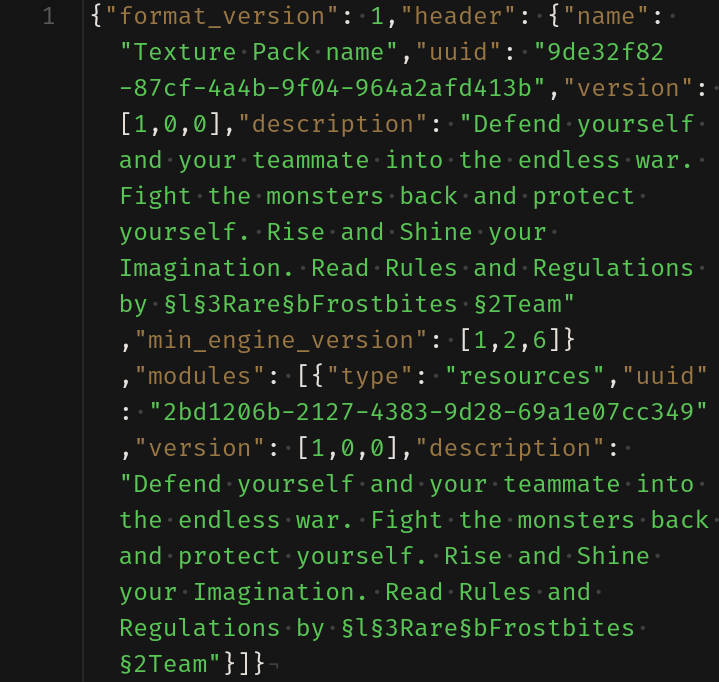 1 {"format_version": 1,"header": {"name":
"Texture Pack name","uuid": "9de32f82
-87cf-4a4b-9f04-964a2afd413b","version":
[1,0,0],"description": "Defend yourself
and your teammate into the endless war.
Fight the monsters back and protect
yourself. Rise and Shine your
Imagination. Read Rules and Regulations
by §l§3Rare§bFrostbites §2Team"
,"min_engine_version": [1,2,6]}
,"modules": [{"type": "resources","uuid"
: "2bd1206b-2127-4383-9d28-69a1e07cc349"
,"version": [1,0,0],"description":
"Defend yourself and your teammate into
the endless war. Fight the monsters back
and protect yourself. Rise and Shine
your Imagination. Read Rules and
Regulations by §l§3Rare§bFrostbites
§2Team"}]}¬